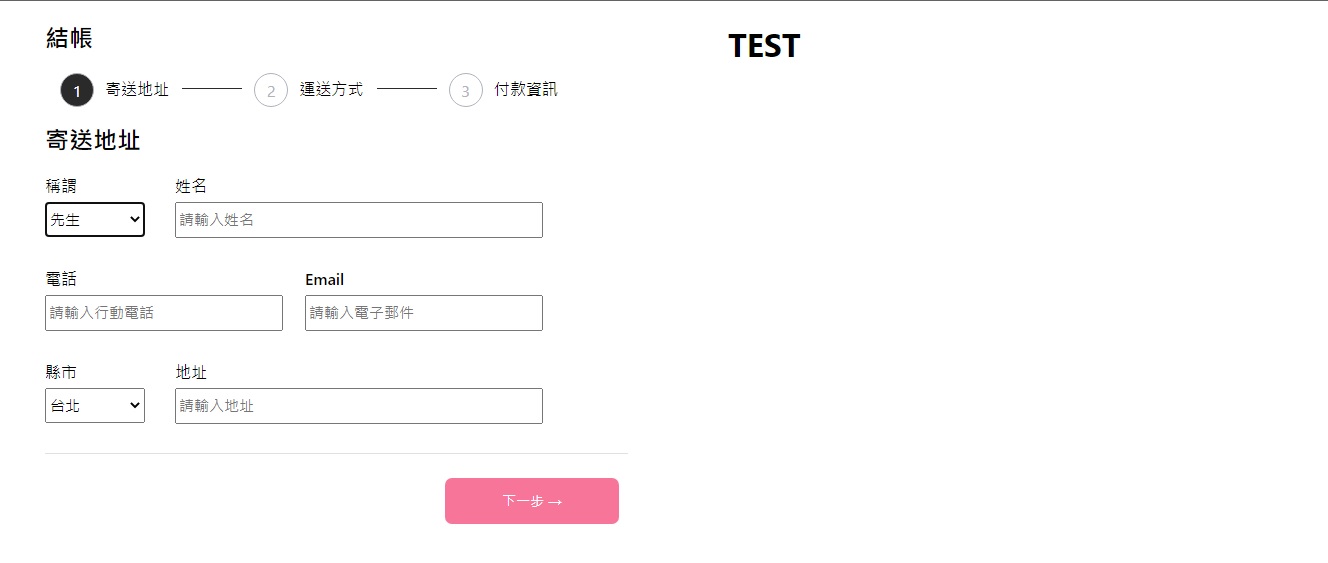 結帳
1 寄送地址 2 運送方式 3 付款資訊
寄送地址
稱謂 姓名
先生 請輸入姓名
電話 Email
請輸入行動電話 請輸入電子郵件
縣市 地址
台北 請輸入地址
下一步 →
TEST